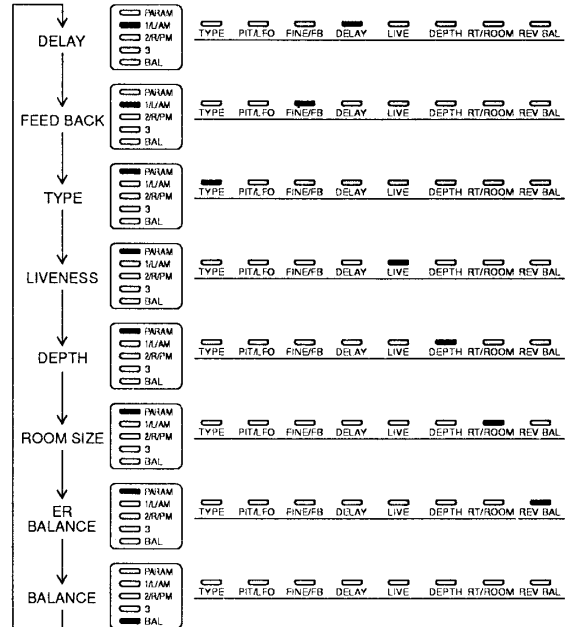 PARAM
DELAY 1/L/AM TYPE PIT/LFO FINE/FB DELAY LIVE DEPTH RT/ROOM REV BAL
2/R/PM
3
BAL
PARAM
FEED BACK 1/L/AM TYPE PIT/LFO FINE/FB DELAY LIVE DEPTH RT/ROOM REV BAL
2/R/PM
3
BAL
PARAM
TYPE 1/L/AM TYPE PIT/LFO FINE/FB DELAY LIVE DEPTH RT/ROOM REV BAL
2/R/PM
3
BAL
PARAM
LIVENESS 1/L/AM TYPE PIT/LFO FINE/FB DELAY LIVE DEPTH RT/ROOM REV BAL
2/R/PM
3
BAL
PARAM
DEPTH 1/L/AM TYPE PIT/LFO FINE/FB DELAY LIVE DEPTH RT/ROOM REV BAL
2/R/PM
3
BAL
PARAM
ROOM SIZE 1/L/AM TYPE PIT/LFO FINE/FB DELAY LIVE DEPTH RT/ROOM REV BAL
2/R/PM
3
BAL
PARAM
ER BALANCE 1/L/AM TYPE PIT/LFO FINE/FB DELAY LIVE DEPTH RT/ROOM REV BAL
2/R/PM
3
BAL
PARAM
BALANCE 1/L/AM TYPE PIT/LFO FINE/FB DELAY LIVE DEPTH RT/ROOM REV BAL
2/R/PM
3
BAL